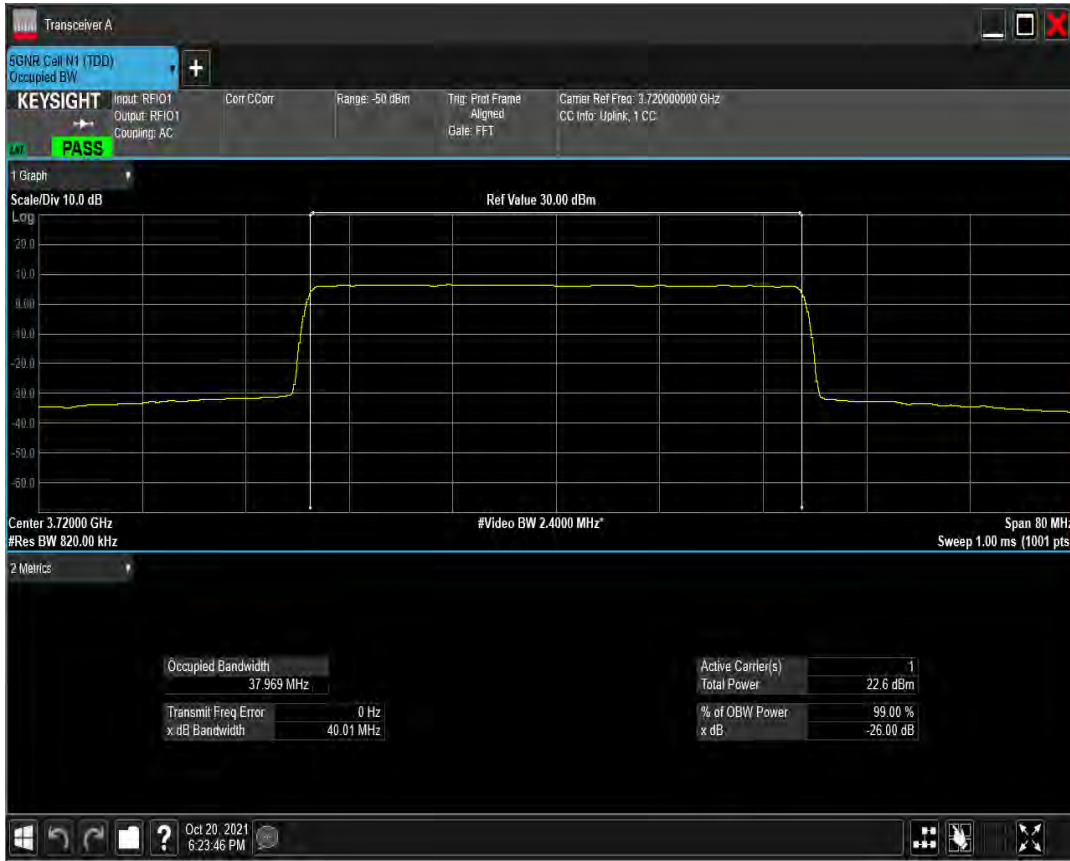 Transceiver A
5GNR Cell N1 (TDD)
Occupied BW
+
KEYSIGHT
Input: RFIO1
Output: RFIO1
Coupling: AC
Corr CCorr
Range: -50 dBm
Trig: Prot Frame
Aligned
Gate: FFT
Carrier Ref Freq: 3.720000000 GHz
CC Info: Uplink, 1 CC
PASS
1 Graph
Scale/Div 10.0 dB
Ref Value 30.00 dBm
Log
20.0
10.0
0.00
-10.0
-20.0
-30.0
-40.0
-50.0
-60.0
Center 3.72000 GHz
#Video BW 2.4000 MHz*
Span 80 MHz
#Res BW 820.00 kHz
Sweep 1.00 ms (1001 pts
2 Metrics
Occupied Bandwidth
37.969 MHz
Transmit Freq Error 0 Hz
x dB Bandwidth 40.01 MHz
Active Carrier(s) 1
Total Power 22.6 dBm
% of OBW Power 99.00 %
x dB -26.00 dB
?
Oct 20, 2021
6:23:46 PM